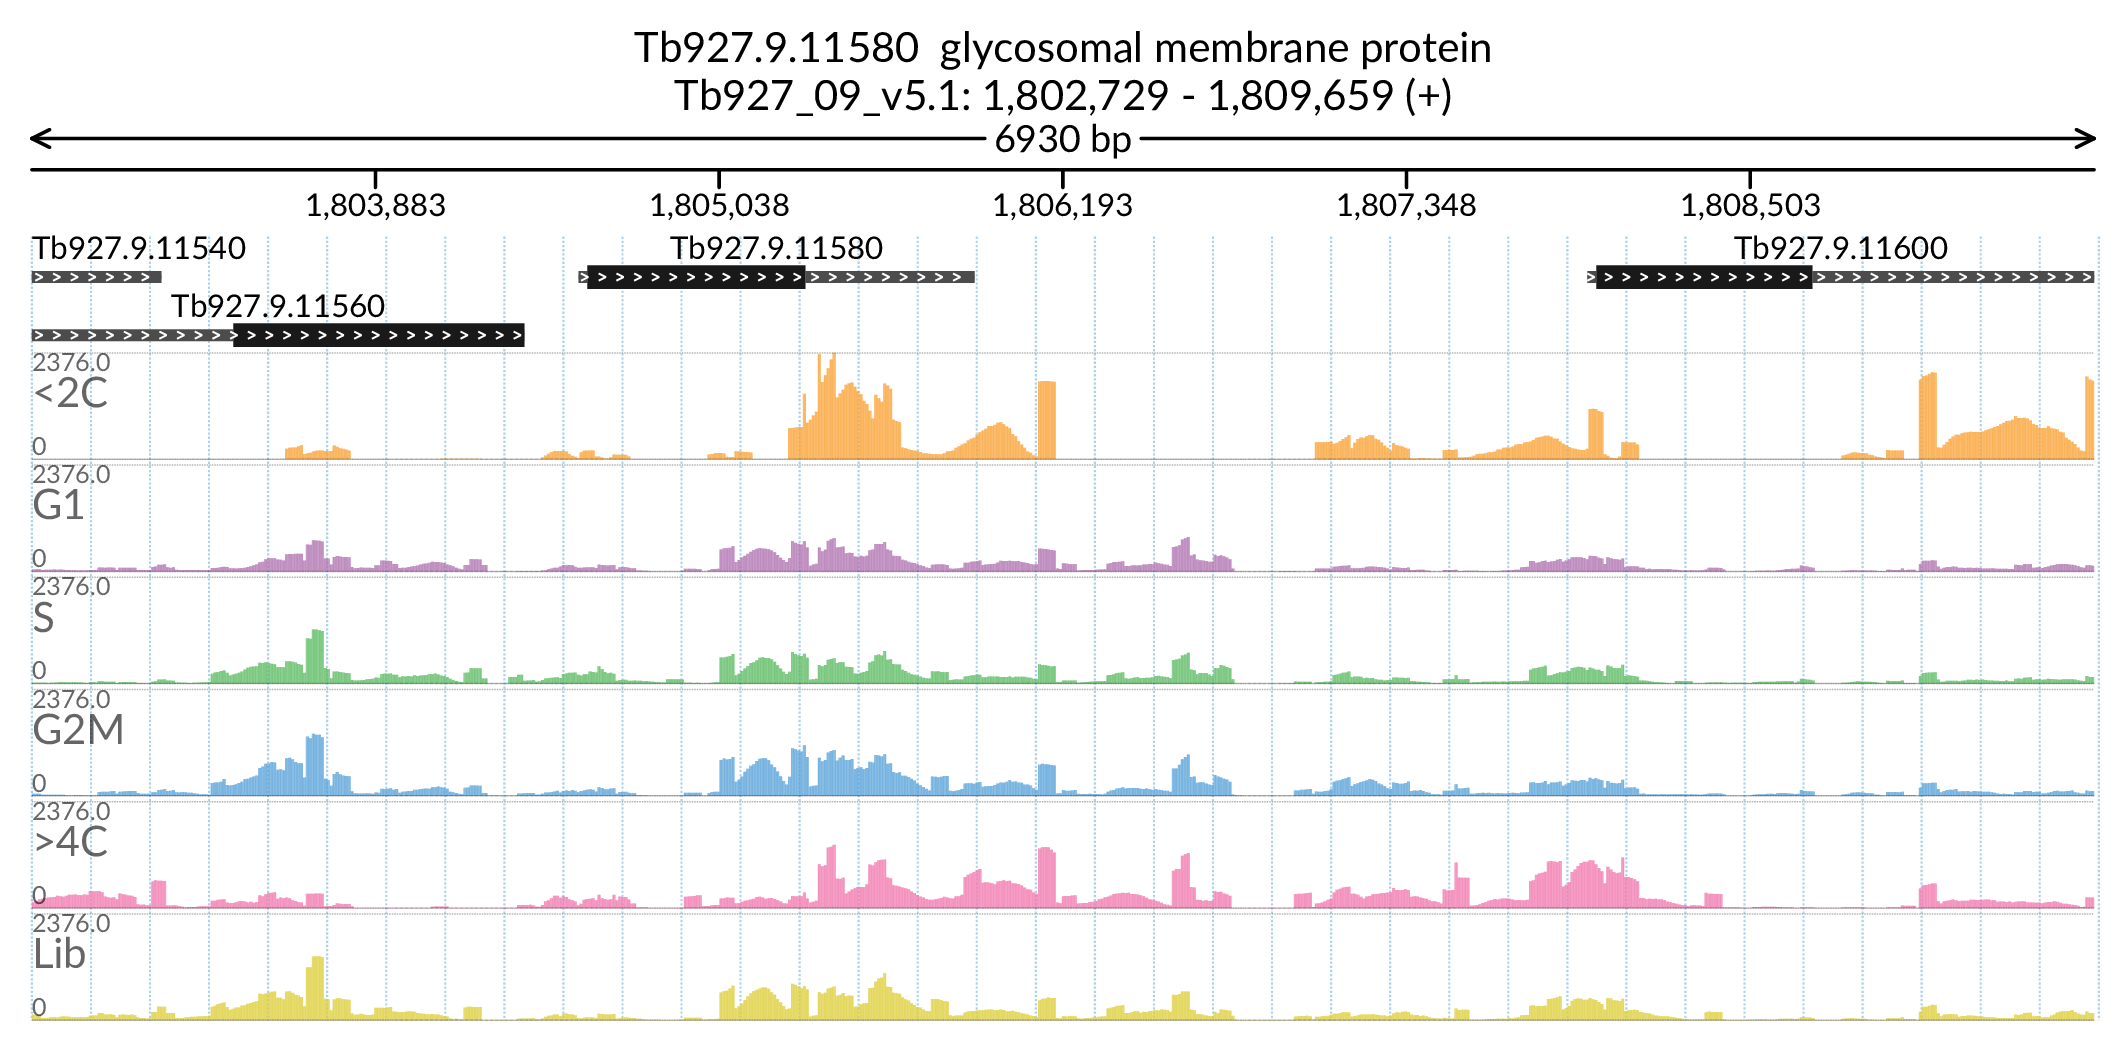 Tb927.9.11580  glycosomal membrane protein
Tb927_09_v5.1: 1,802,729 - 1,809,659 (+)
6930 bp
1,803,883 1,805,038 1,806,193 1,807,348 1,808,503
Tb927.9.11540 Tb927.9.11580 Tb927.9.11600
Tb927.9.11560
2376.0
<2C
0
2376.0
G1
0
2376.0
S
0
2376.0
G2M
0
2376.0
>4C
0
2376.0
Lib
0